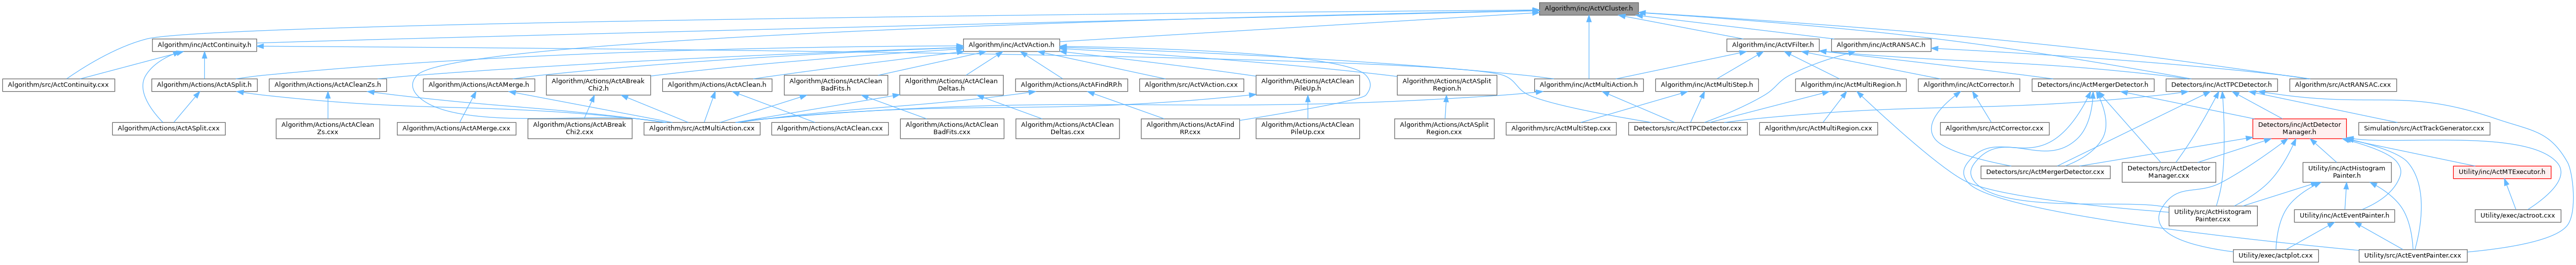 Algorithm/inc/ActVCluster.h
Algorithm/inc/ActContinuity.h
Algorithm/inc/ActVAction.h
Algorithm/inc/ActVFilter.h
Algorithm/inc/ActRANSAC.h
Algorithm/src/ActContinuity.cxx
Algorithm/Actions/ActASplit.h
Algorithm/Actions/ActACleanZs.h
Algorithm/Actions/ActAMerge.h
Algorithm/Actions/ActABreak
Chi2.h
Algorithm/Actions/ActAClean.h
Algorithm/Actions/ActAClean
BadFits.h
Algorithm/Actions/ActAClean
Deltas.h
Algorithm/Actions/ActAFindRP.h
Algorithm/src/ActVAction.cxx
Algorithm/Actions/ActAClean
PileUp.h
Algorithm/Actions/ActASplit
Region.h
Algorithm/inc/ActMultiAction.h
Algorithm/inc/ActMultiStep.h
Algorithm/inc/ActMultiRegion.h
Algorithm/inc/ActCorrector.h
Detectors/inc/ActMergerDetector.h
Detectors/inc/ActTPCDetector.h
Algorithm/src/ActRANSAC.cxx
Algorithm/Actions/ActASplit.cxx
Algorithm/Actions/ActAClean
Zs.cxx
Algorithm/Actions/ActAMerge.cxx
Algorithm/Actions/ActABreak
Chi2.cxx
Algorithm/src/ActMultiAction.cxx
Algorithm/Actions/ActAClean.cxx
Algorithm/Actions/ActAClean
BadFits.cxx
Algorithm/Actions/ActAClean
Deltas.cxx
Algorithm/Actions/ActAFind
RP.cxx
Algorithm/Actions/ActAClean
PileUp.cxx
Algorithm/Actions/ActASplit
Region.cxx
Algorithm/src/ActMultiStep.cxx
Detectors/src/ActTPCDetector.cxx
Algorithm/src/ActMultiRegion.cxx
Algorithm/src/ActCorrector.cxx
Detectors/inc/ActDetector
Manager.h
Simulation/src/ActTrackGenerator.cxx
Detectors/src/ActMergerDetector.cxx
Detectors/src/ActDetector
Manager.cxx
Utility/inc/ActHistogram
Painter.h
Utility/inc/ActMTExecutor.h
Utility/src/ActHistogram
Painter.cxx
Utility/inc/ActEventPainter.h
Utility/exec/actroot.cxx
Utility/exec/actplot.cxx
Utility/src/ActEventPainter.cxx